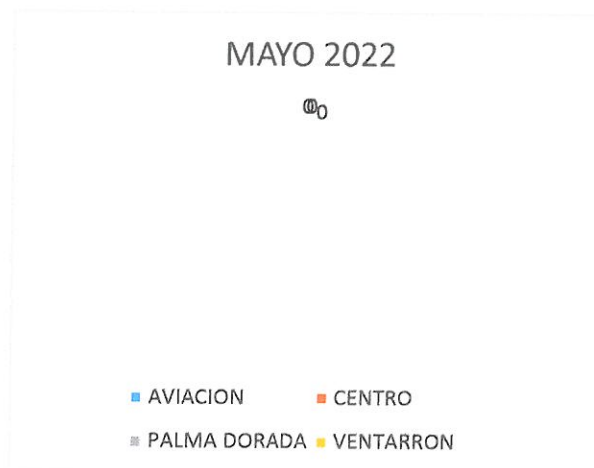 MAYO 2022
0
AVIACION
CENTRO
PALMA DORADA
VENTARRON